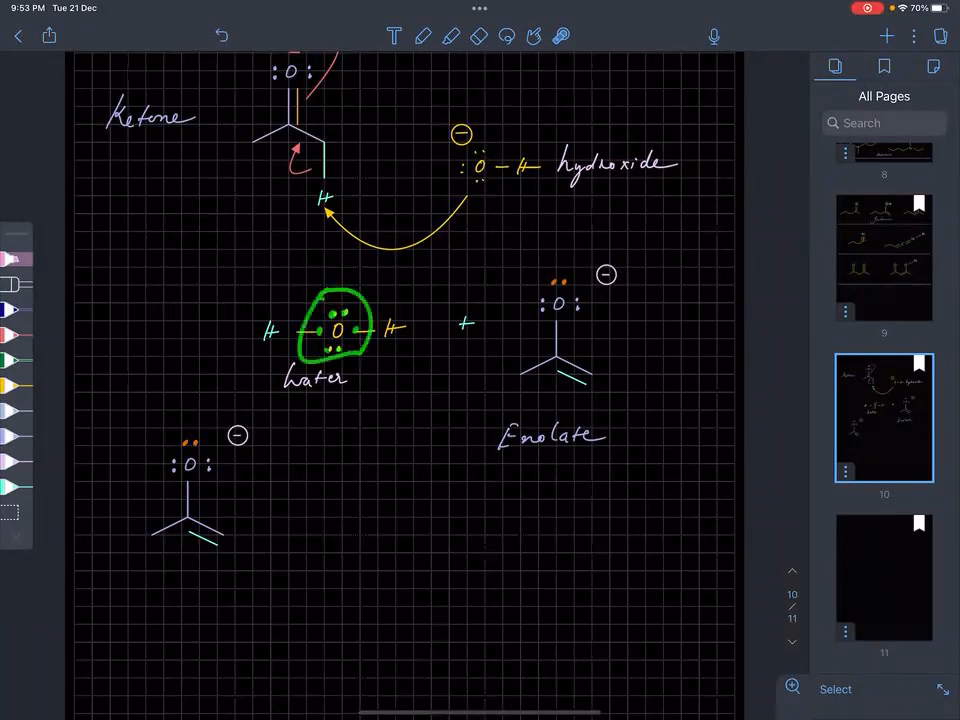 9:53 PM Tue 21 Dec
70%
All Pages
Search
8
9
10
11
10
/
11
Select
: O :
Ketone
H
⊖
: O - H hydroxide
H - O - H
Water
+
⊖
: O :
Enolate
⊖
: O :